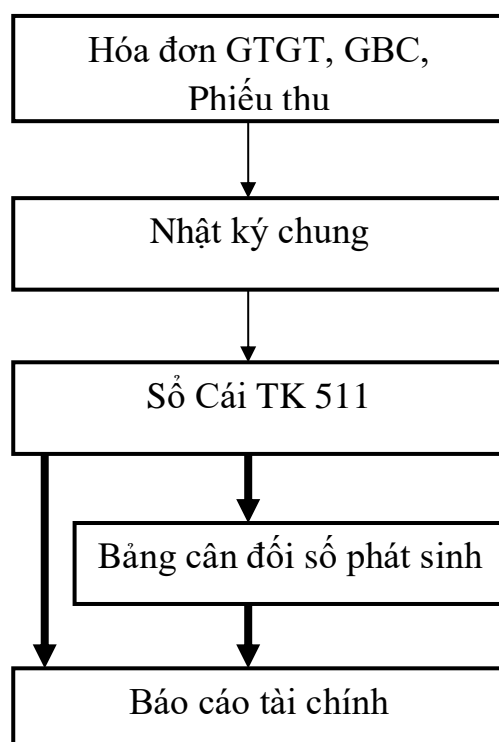 Hóa đơn GTGT, GBC,
Phiếu thu
Nhật ký chung
Sổ Cái TK 511
Bảng cân đối số phát sinh
Báo cáo tài chính